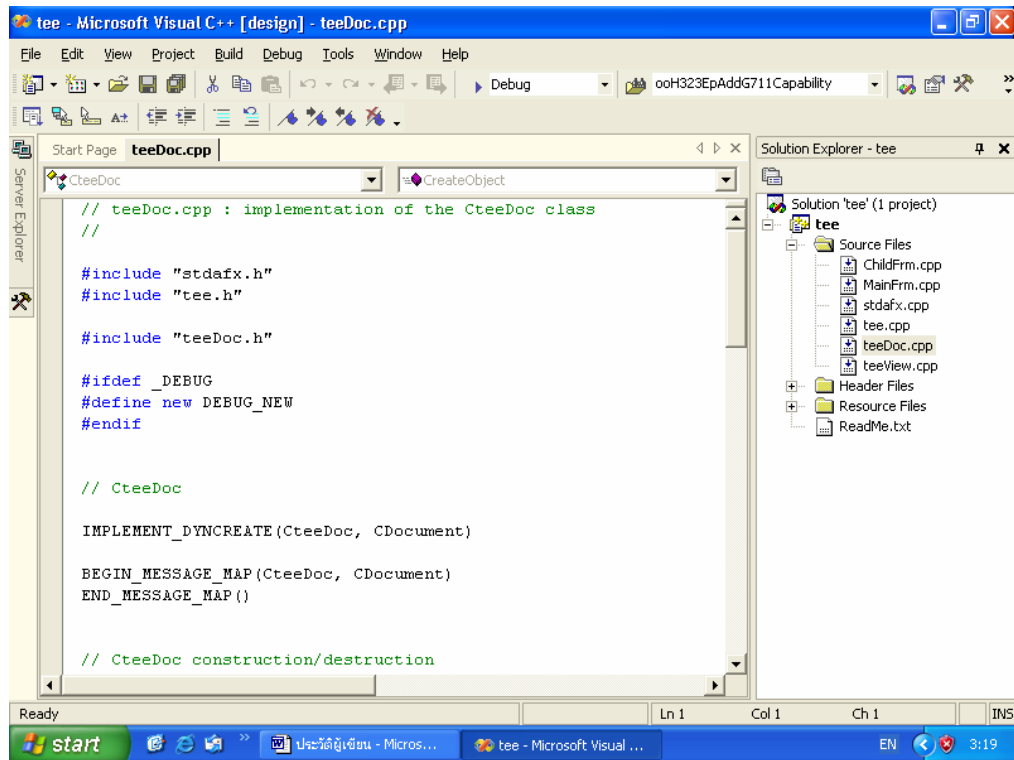 tee - Microsoft Visual C++ [design] - teeDoc.cpp
File Edit View Project Build Debug Tools Window Help
Debug ooH323EpAddG711Capability
Server Explorer
Start Page teeDoc.cpp
CteeDoc CreateObject
// teeDoc.cpp : implementation of the CteeDoc class
//
#include "stdafx.h"
#include "tee.h"
#include "teeDoc.h"
#ifdef _DEBUG
#define new DEBUG_NEW
#endif
// CteeDoc
IMPLEMENT_DYNCREATE(CteeDoc, CDocument)
BEGIN_MESSAGE_MAP(CteeDoc, CDocument)
END_MESSAGE_MAP()
// CteeDoc construction/destruction
Solution Explorer - tee
Solution 'tee' (1 project)
tee
Source Files
ChildFrm.cpp
MainFrm.cpp
stdafx.cpp
tee.cpp
teeDoc.cpp
teeView.cpp
Header Files
Resource Files
ReadMe.txt
Ready Ln 1 Col 1 Ch 1 INS
start ประวัติผู้เขียน - Micros... tee - Microsoft Visual ... EN 3:19